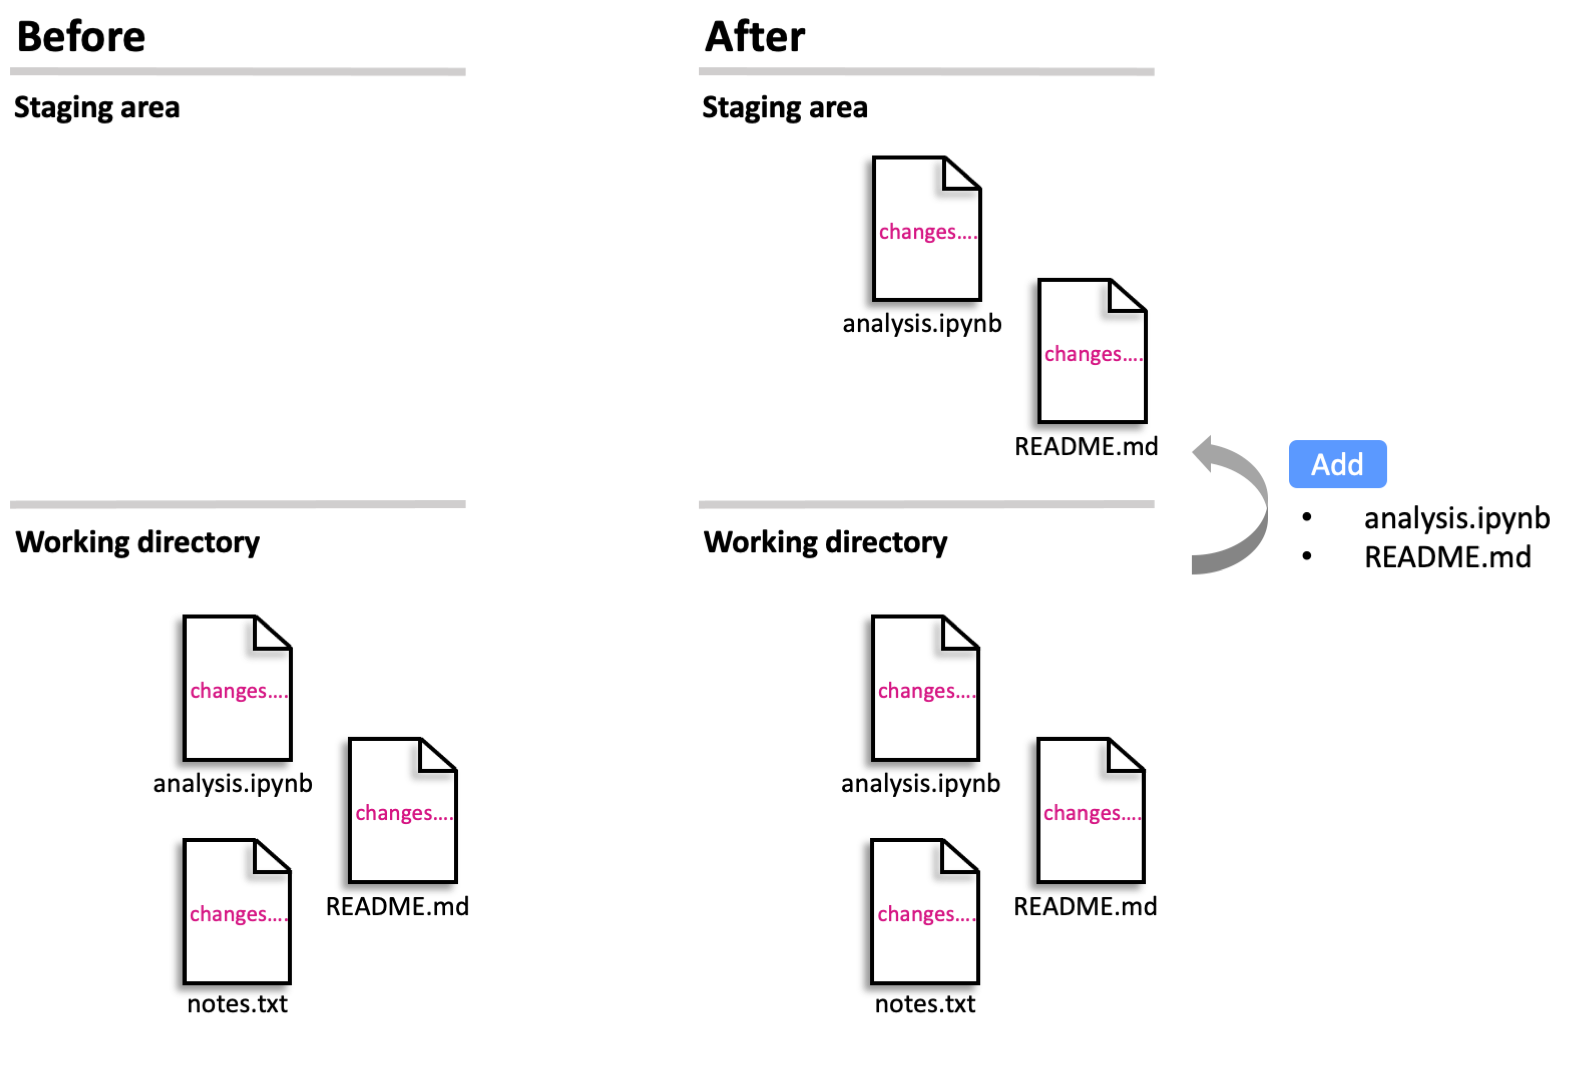 Before
Staging area
Working directory
changes....
analysis.ipynb
changes....
README.md
changes....
notes.txt
After
Staging area
changes....
analysis.ipynb
changes....
README.md
Working directory
changes....
analysis.ipynb
changes....
README.md
changes....
notes.txt
Add
• analysis.ipynb
• README.md